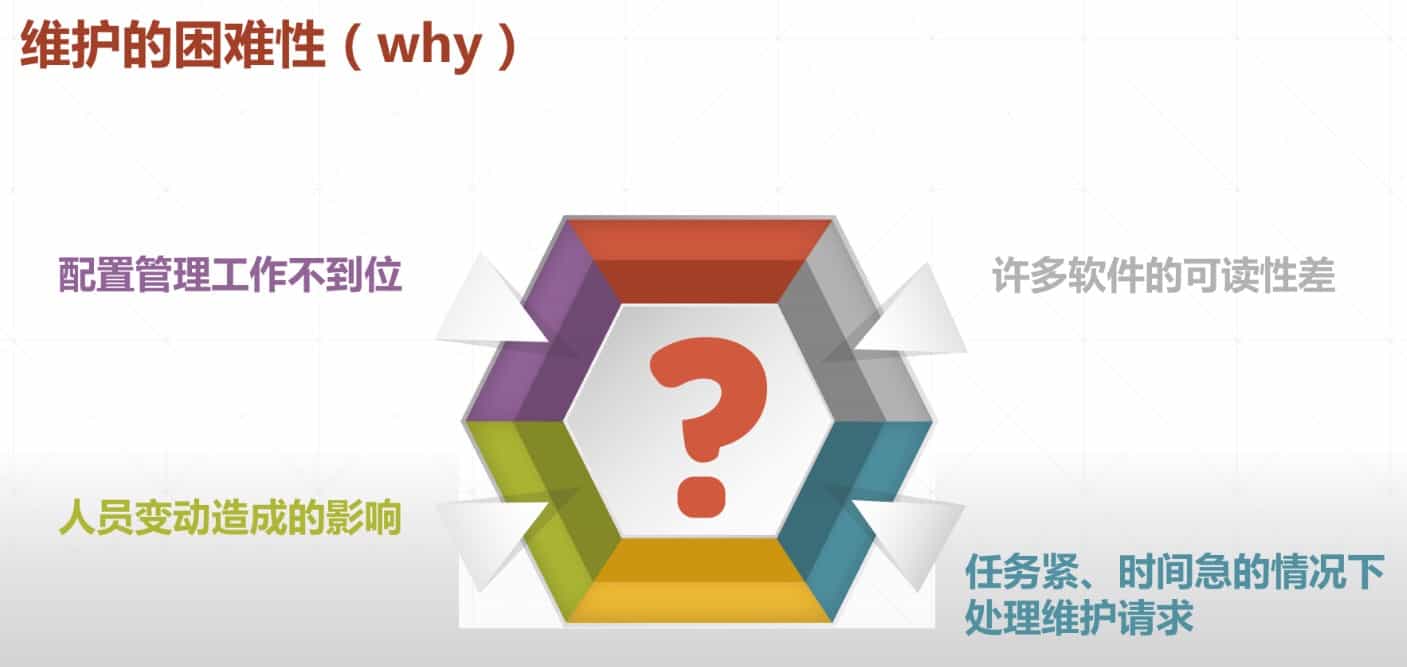 维护的困难性（why）
配置管理工作不到位
许多软件的可读性差
?
人员变动造成的影响
任务紧、时间急的情况下
处理维护请求